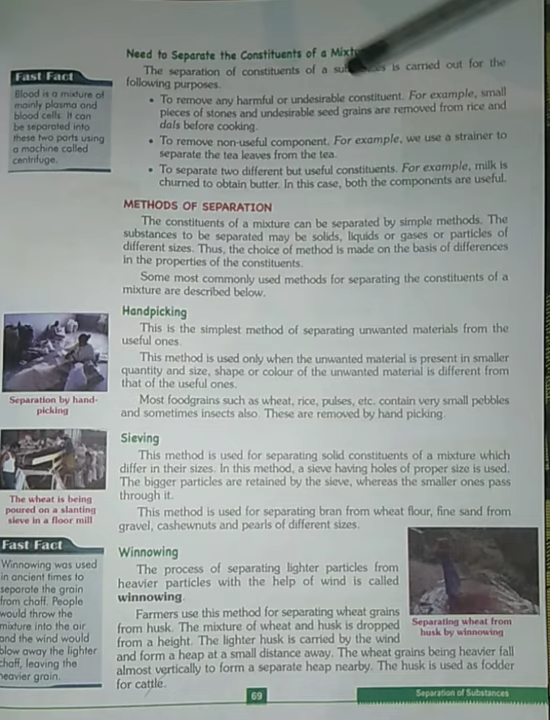 Need to Separate the Constituents of a
The separation of constituents of a is carried out for the
following purposes.
• To remove any harmful or undesirable constituent. For example, small
pieces of stones and undesirable seed grains are removed from rice and
dals before cooking.
• To remove non-useful component. For example, we use a strainer to
separate the tea leaves from the tea.
• To separate two different but useful constituents. For example, milk is
churned to obtain butter. In this case, both the components are useful.
Fast Fact
Blood is a mixture of
mainly plasma and
blood cells. It can
be separated into
these two parts using
a machine called
centrifuge.
METHODS OF SEPARATION
The constituents of a mixture can be separated by simple methods. The
substances to be separated may be solids, liquids or gases or particles of
different sizes. Thus, the choice of method is made on the basis of differences
in the properties of the constituents.
Some most commonly used methods for separating the constituents of a
mixture are described below.
Handpicking
This is the simplest method of separating unwanted materials from the
useful ones.
This method is used only when the unwanted material is present in smaller
quantity and size, shape or colour of the unwanted material is different from
that of the useful ones.
Most foodgrains such as wheat, rice, pulses, etc. contain very small pebbles
and sometimes insects also. These are removed by hand picking.
Separation by hand-
picking
Sieving
This method is used for separating solid constituents of a mixture which
differ in their sizes. In this method, a sieve having holes of proper size is used.
The bigger particles are retained by the sieve, whereas the smaller ones pass
through it.
This method is used for separating bran from wheat flour, fine sand from
gravel, cashewnuts and pearls of different sizes.
The wheat is being
poured on a slanting
sieve in a floor mill
Winnowing
The process of separating lighter particles from
heavier particles with the help of wind is called
winnowing.
Farmers use this method for separating wheat grains
from husk. The mixture of wheat and husk is dropped
from a height. The lighter husk is carried by the wind
and form a heap at a small distance away. The wheat grains being heavier fall
almost vertically to form a separate heap nearby. The husk is used as fodder
for cattle.
Separating wheat from
husk by winnowing
Fast Fact
Winnowing was used
in ancient times to
separate the grain
from chaff. People
would throw the
mixture into the air
and the wind would
blow away the lighter
chaff, leaving the
heavier grain.
69
Separation of Substances